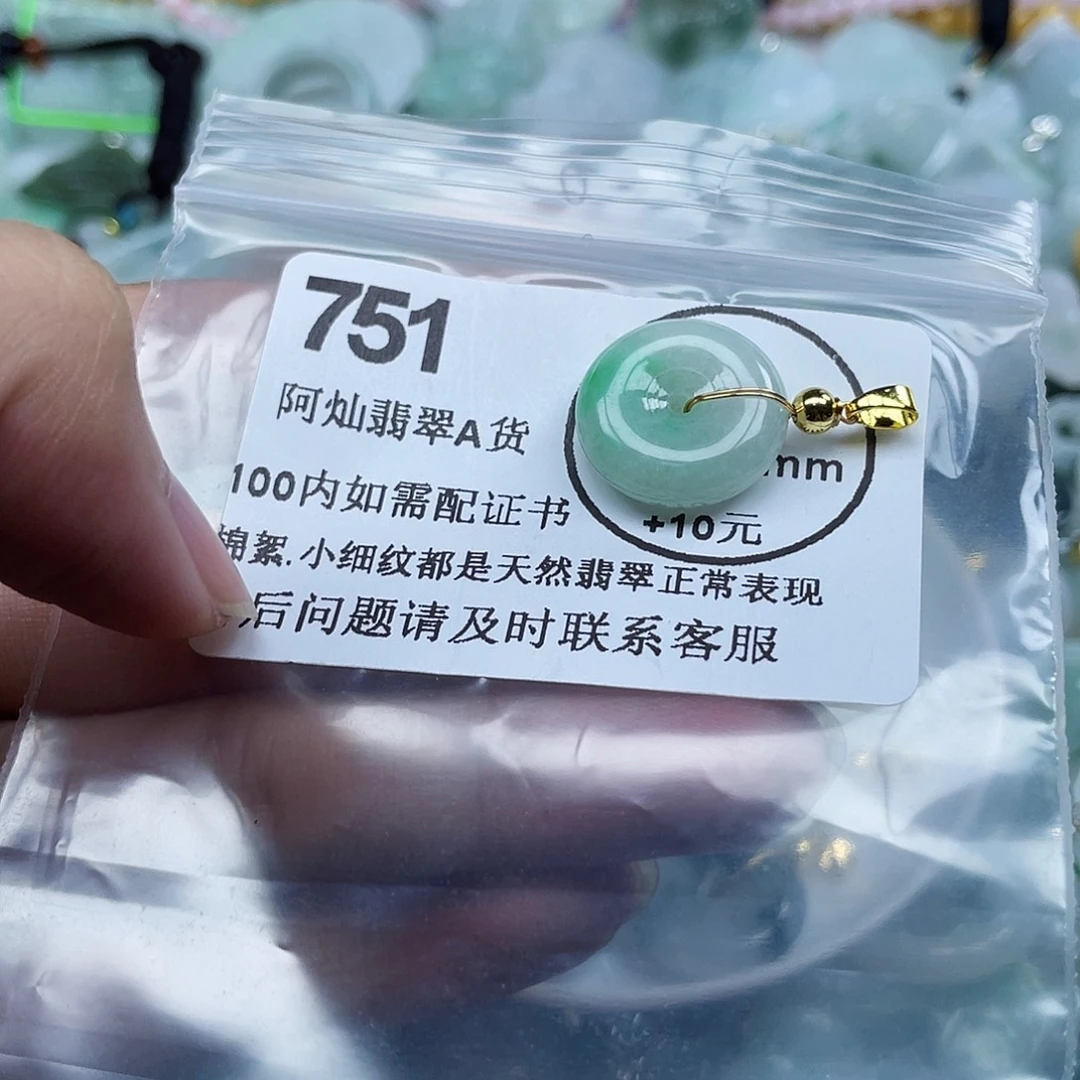 751
阿灿翡翠A货
mm
100内如需配证书
+10元
棉絮.小细纹都是天然翡翠正常表现
后问题请及时联系客服